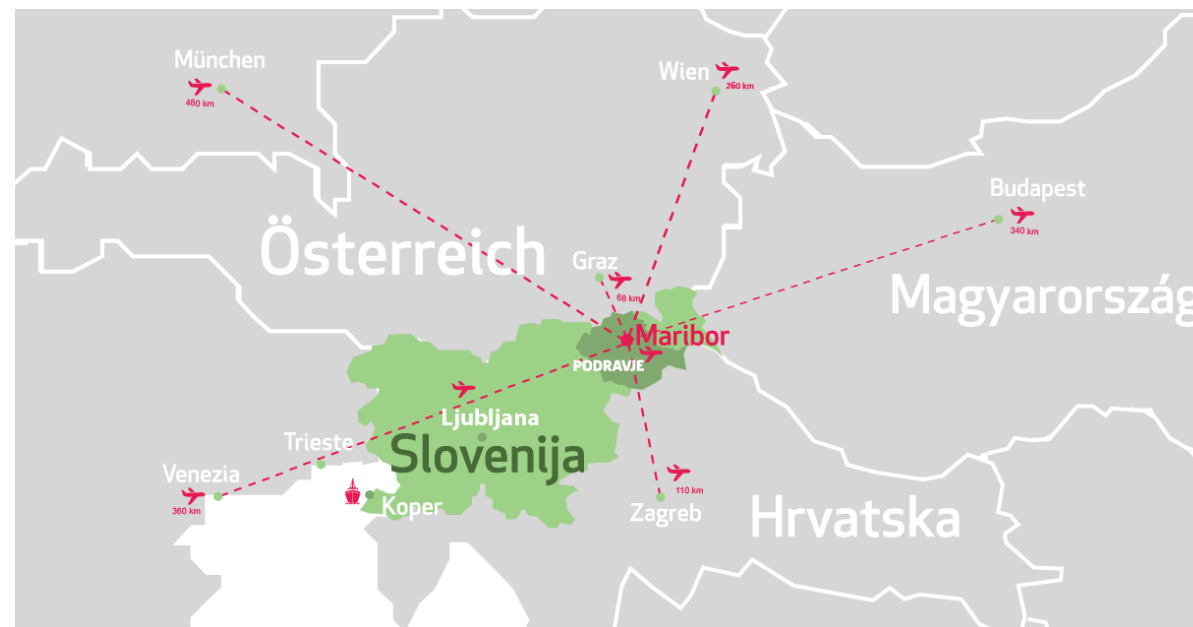 München
480 km
Wien
260 km
Budapest
340 km
Österreich
Graz
68 km
Magyarország
Maribor
PODRAVJE
Ljubljana
Trieste
Slovenija
Venezia
360 km
Koper
110 km
Zagreb
Hrvatska